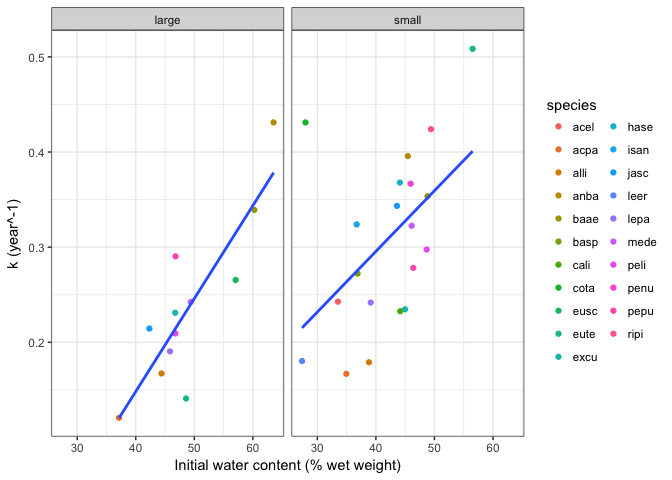 large small
0.5
0.4
0.3
0.2
k (year^-1)
30 40 50 60 30 40 50 60
Initial water content (% wet weight)
species
acel hase
acpa isan
alli jasc
anba leer
baae lepa
basp mede
cali peli
cota penu
eusc pepu
eute ripi
excu